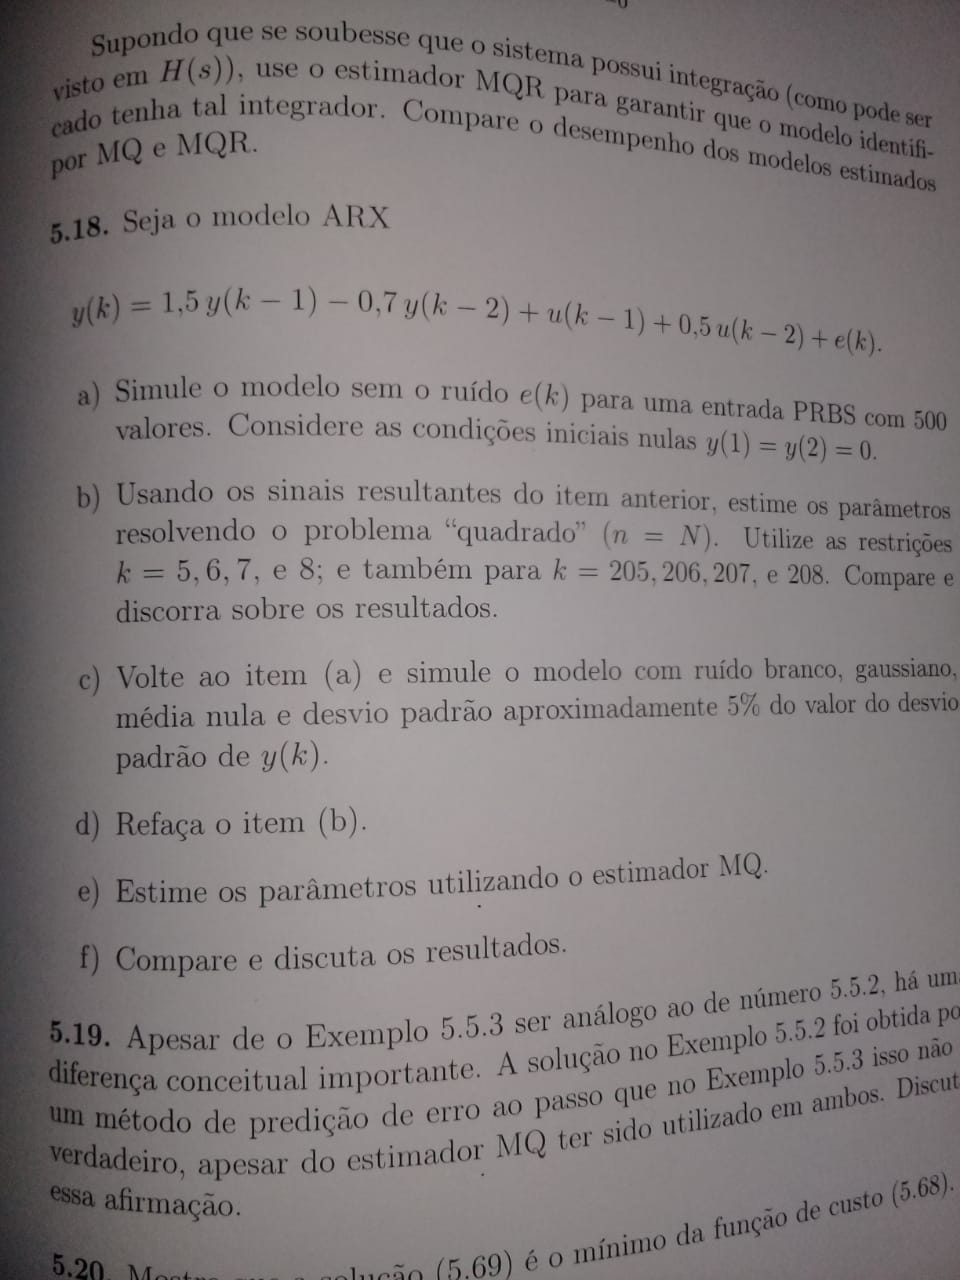 Supondo que se soubesse que o sistema possui integração (como pode ser
visto em H(s)), use o estimador MQR para garantir que o modelo identifi-
cado tenha tal integrador. Compare o desempenho dos modelos estimados
por MQ e MQR.
5.18. Seja o modelo ARX
y(k) = 1,5 y(k − 1) − 0,7 y(k − 2) + u(k − 1) + 0,5 u(k − 2) + e(k).
a) Simule o modelo sem o ruído e(k) para uma entrada PRBS com 500
valores. Considere as condições iniciais nulas y(1) = y(2) = 0.
b) Usando os sinais resultantes do item anterior, estime os parâmetros
resolvendo o problema “quadrado” (n = N). Utilize as restrições
k = 5, 6, 7, e 8; e também para k = 205, 206, 207, e 208. Compare e
discorra sobre os resultados.
c) Volte ao item (a) e simule o modelo com ruído branco, gaussiano,
média nula e desvio padrão aproximadamente 5% do valor do desvio
padrão de y(k).
d) Refaça o item (b).
e) Estime os parâmetros utilizando o estimador MQ.
f) Compare e discuta os resultados.
5.19. Apesar de o Exemplo 5.5.3 ser análogo ao de número 5.5.2, há um
diferença conceitual importante. A solução no Exemplo 5.5.2 foi obtida po
um método de predição de erro ao passo que no Exemplo 5.5.3 isso não
verdadeiro, apesar do estimador MQ ter sido utilizado em ambos. Discut
essa afirmação.
5.20. solução (5.69) é o mínimo da função de custo (5.68).